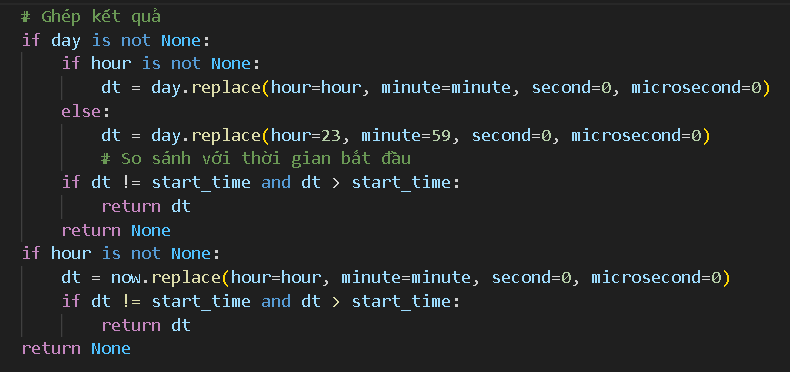 # Ghép kết quả
if day is not None:
    if hour is not None:
        dt = day.replace(hour=hour, minute=minute, second=0, microsecond=0)
    else:
        dt = day.replace(hour=23, minute=59, second=0, microsecond=0)
        # So sánh với thời gian bắt đầu
    if dt != start_time and dt > start_time:
        return dt
    return None
if hour is not None:
    dt = now.replace(hour=hour, minute=minute, second=0, microsecond=0)
    if dt != start_time and dt > start_time:
        return dt
return None